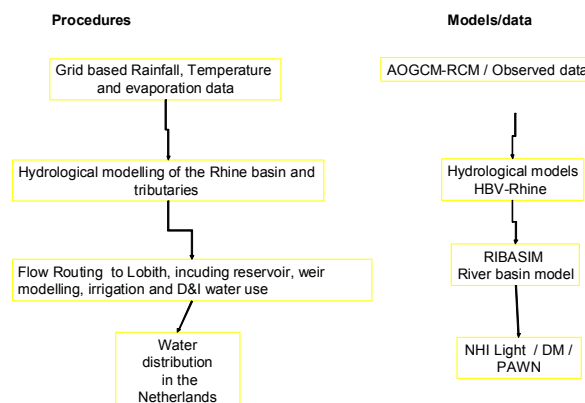 Procedures
Models/data
Grid based Rainfall, Temperature
and evaporation data
AOGCM-RCM / Observed data
Hydrological modelling of the Rhine basin and
tributaries
Hydrological models
HBV-Rhine
Flow Routing to Lobith, incuding reservoir, weir
modelling, irrigation and D&I water use
RIBASIM
River basin model
Water
distribution
in the
Netherlands
NHI Light / DM /
PAWN